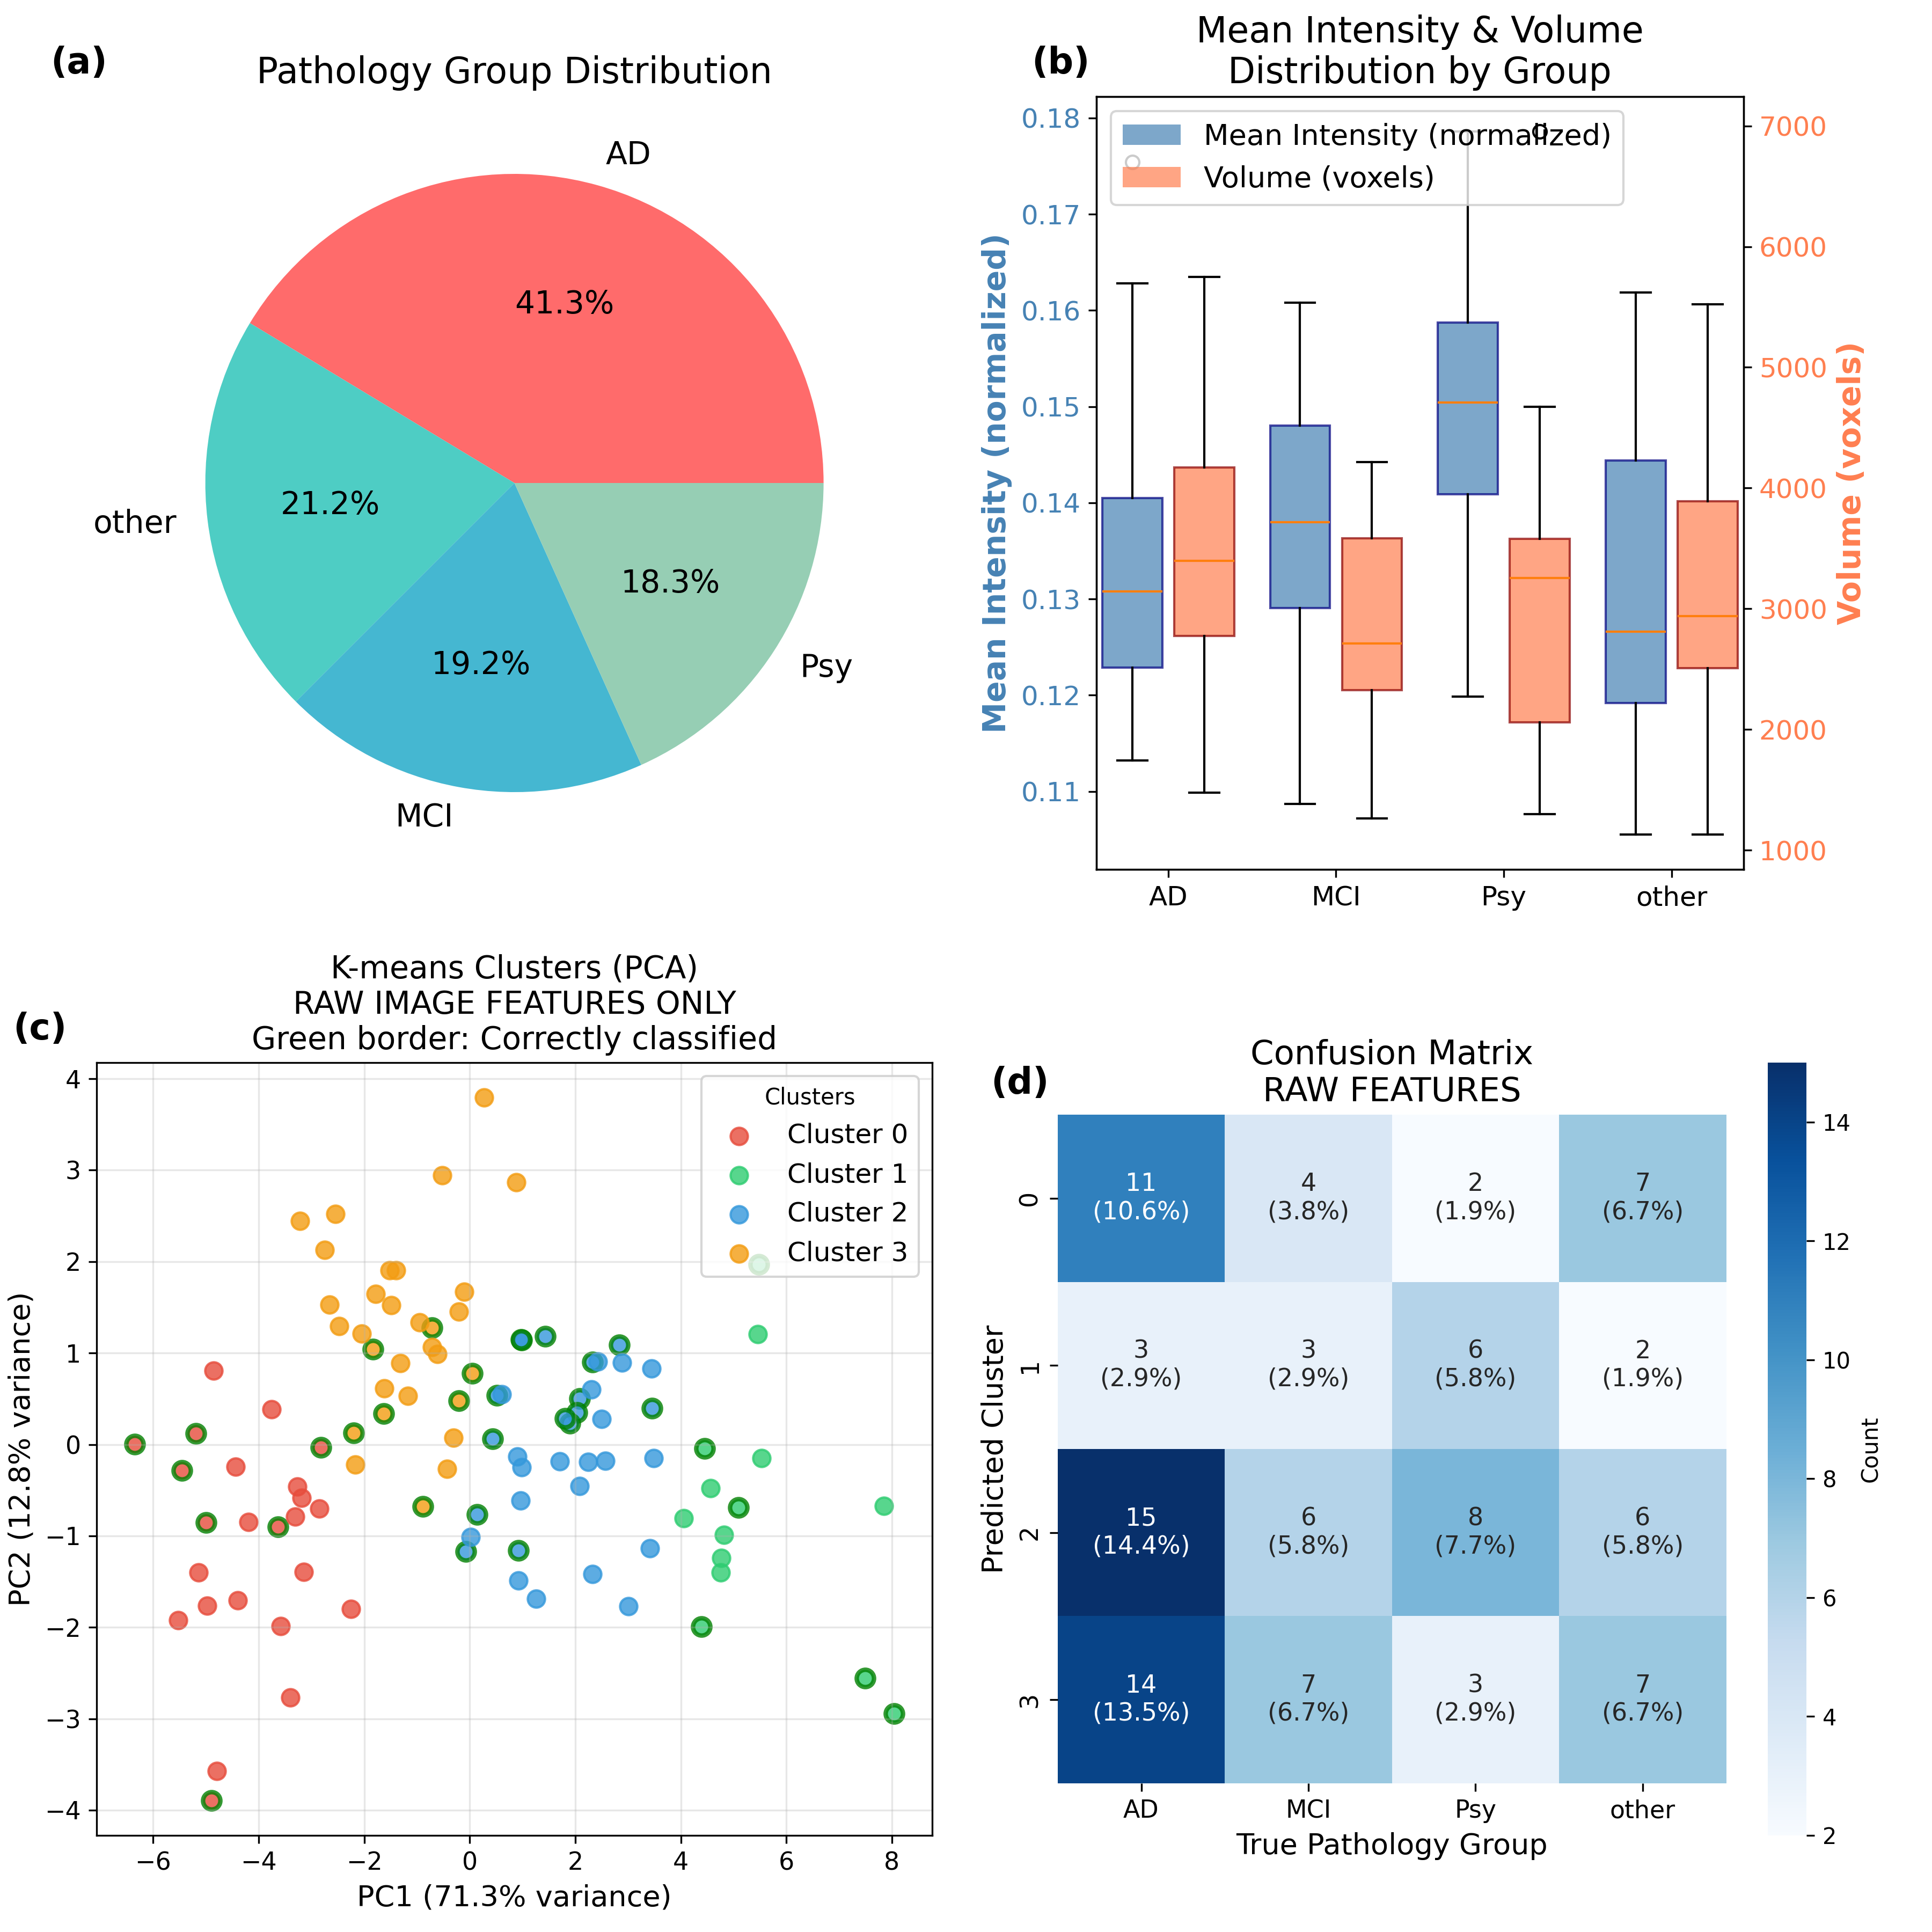 (a)
Pathology Group Distribution
AD
41.3%
other
21.2%
MCI
19.2%
Psy
18.3%
(b)
Mean Intensity & Volume
Distribution by Group
Mean Intensity (normalized)
Volume (voxels)
Mean Intensity (normalized)
0.18
0.17
0.16
0.15
0.14
0.13
0.12
0.11
7000
6000
5000
4000
3000
2000
1000
Volume (voxels)
AD MCI Psy other
(c)
K-means Clusters (PCA)
RAW IMAGE FEATURES ONLY
Green border: Correctly classified
Clusters
Cluster 0
Cluster 1
Cluster 2
Cluster 3
PC2 (12.8% variance)
4
3
2
1
0
−1
−2
−3
−4
−6 −4 −2 0 2 4 6 8
PC1 (71.3% variance)
(d)
Confusion Matrix
RAW FEATURES
Predicted Cluster
0
11 4 2 7
(10.6%) (3.8%) (1.9%) (6.7%)
1
3 3 6 2
(2.9%) (2.9%) (5.8%) (1.9%)
2
15 6 8 6
(14.4%) (5.8%) (7.7%) (5.8%)
3
14 7 3 7
(13.5%) (6.7%) (2.9%) (6.7%)
AD MCI Psy other
True Pathology Group
14
12
10
8
6
4
2
Count